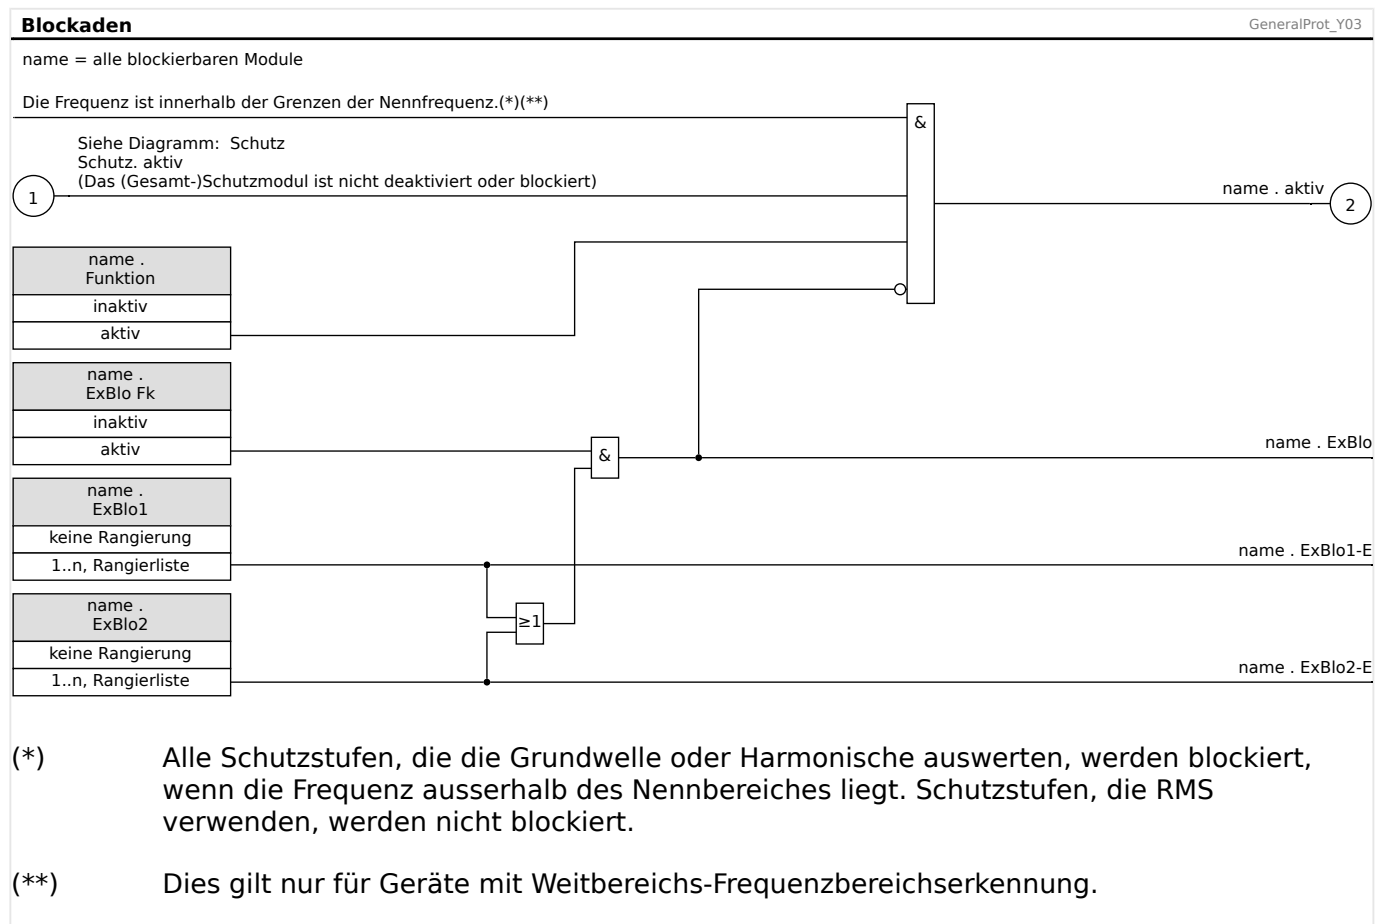 Blockaden
GeneralProt_Y03
name = alle blockierbaren Module
Die Frequenz ist innerhalb der Grenzen der Nennfrequenz.(*)(**)
&
Siehe Diagramm: Schutz
Schutz. aktiv
(Das (Gesamt-)Schutzmodul ist nicht deaktiviert oder blockiert)
1
name . aktiv
2
name .
Funktion
inaktiv
aktiv
name .
ExBlo Fk
inaktiv
aktiv
&
name . ExBlo
name .
ExBlo1
keine Rangierung
1..n, Rangierliste
name . ExBlo1-E
name .
ExBlo2
keine Rangierung
1..n, Rangierliste
≥1
name . ExBlo2-E
(*) Alle Schutzstufen, die die Grundwelle oder Harmonische auswerten, werden blockiert,
wenn die Frequenz ausserhalb des Nennbereiches liegt. Schutzstufen, die RMS
verwenden, werden nicht blockiert.
(**) Dies gilt nur für Geräte mit Weitbereichs-Frequenzbereichserkennung.